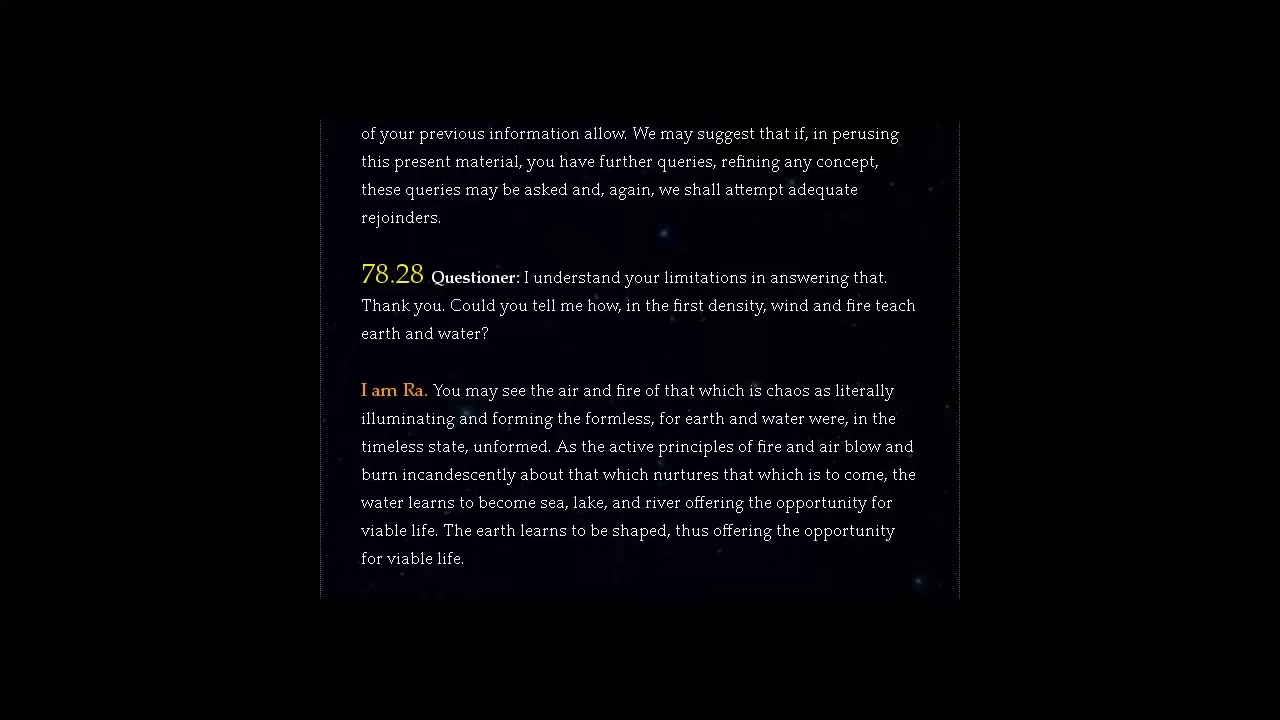 of your previous information allow. We may suggest that if, in perusing
this present material, you have further queries, refining any concept,
these queries may be asked and, again, we shall attempt adequate
rejoinders.
78.28 Questioner: I understand your limitations in answering that.
Thank you. Could you tell me how, in the first density, wind and fire teach
earth and water?
I am Ra. You may see the air and fire of that which is chaos as literally
illuminating and forming the formless, for earth and water were, in the
timeless state, unformed. As the active principles of fire and air blow and
burn incandescently about that which nurtures that which is to come, the
water learns to become sea, lake, and river offering the opportunity for
viable life. The earth learns to be shaped, thus offering the opportunity
for viable life.